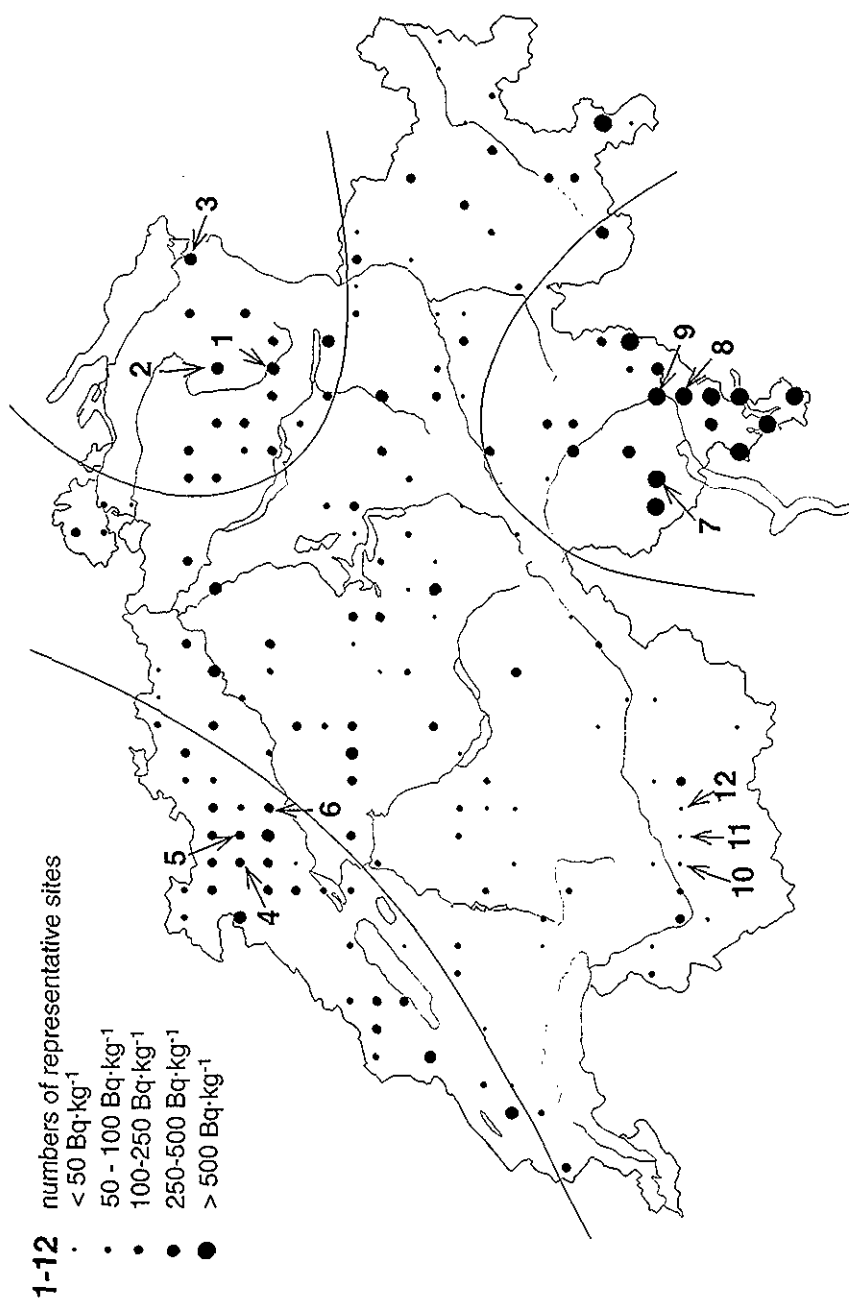 1-12 numbers of representative sites
< 50 Bq·kg⁻¹
50 - 100 Bq·kg⁻¹
100-250 Bq·kg⁻¹
250-500 Bq·kg⁻¹
> 500 Bq·kg⁻¹
1
2
3
4
5
6
7
8
9
10
11
12